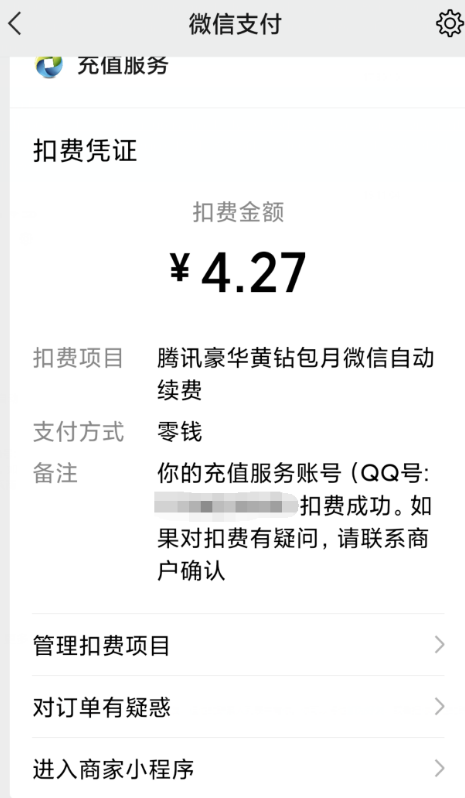 微信支付
充值服务
扣费凭证
扣费金额
¥4.27
扣费项目 腾讯豪华黄钻包月微信自动
续费
支付方式 零钱
备注 你的充值服务账号（QQ号:
扣费成功。如
果对扣费有疑问，请联系商
户确认
管理扣费项目
对订单有疑惑
进入商家小程序